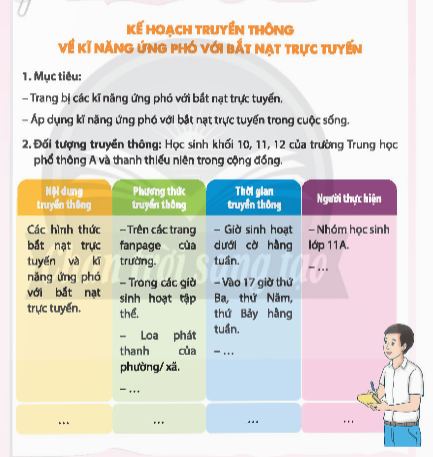 KẾ HOẠCH TRUYỀN THÔNG
VỀ KĨ NĂNG ỨNG PHÓ VỚI BẮT NẠT TRỰC TUYẾN
1. Mục tiêu:
– Trang bị các kĩ năng ứng phó với bắt nạt trực tuyến.
– Áp dụng kĩ năng ứng phó với bắt nạt trực tuyến trong cuộc sống.
2. Đối tượng truyền thông: Học sinh khối 10, 11, 12 của trường Trung học
phổ thông A và thanh thiếu niên trong cộng đồng.
Nội dung
truyền thông
Phương thức
truyền thông
Thời gian
truyền thông
Người thực hiện
Các hình thức
bắt nạt trực
tuyến và kĩ
năng ứng phó
với bắt nạt
trực tuyến.
– Trên các trang
fanpage của
trường.
– Trong các giờ
sinh hoạt tập
thể.
– Loa phát
thanh của
phường/ xã.
– ...
– Giờ sinh hoạt
dưới cờ hằng
tuần.
– Vào 17 giờ thứ
Ba, thứ Năm,
thứ Bảy hằng
tuần.
– ...
– Nhóm học sinh
lớp 11A.
– ...
...
...
...
...